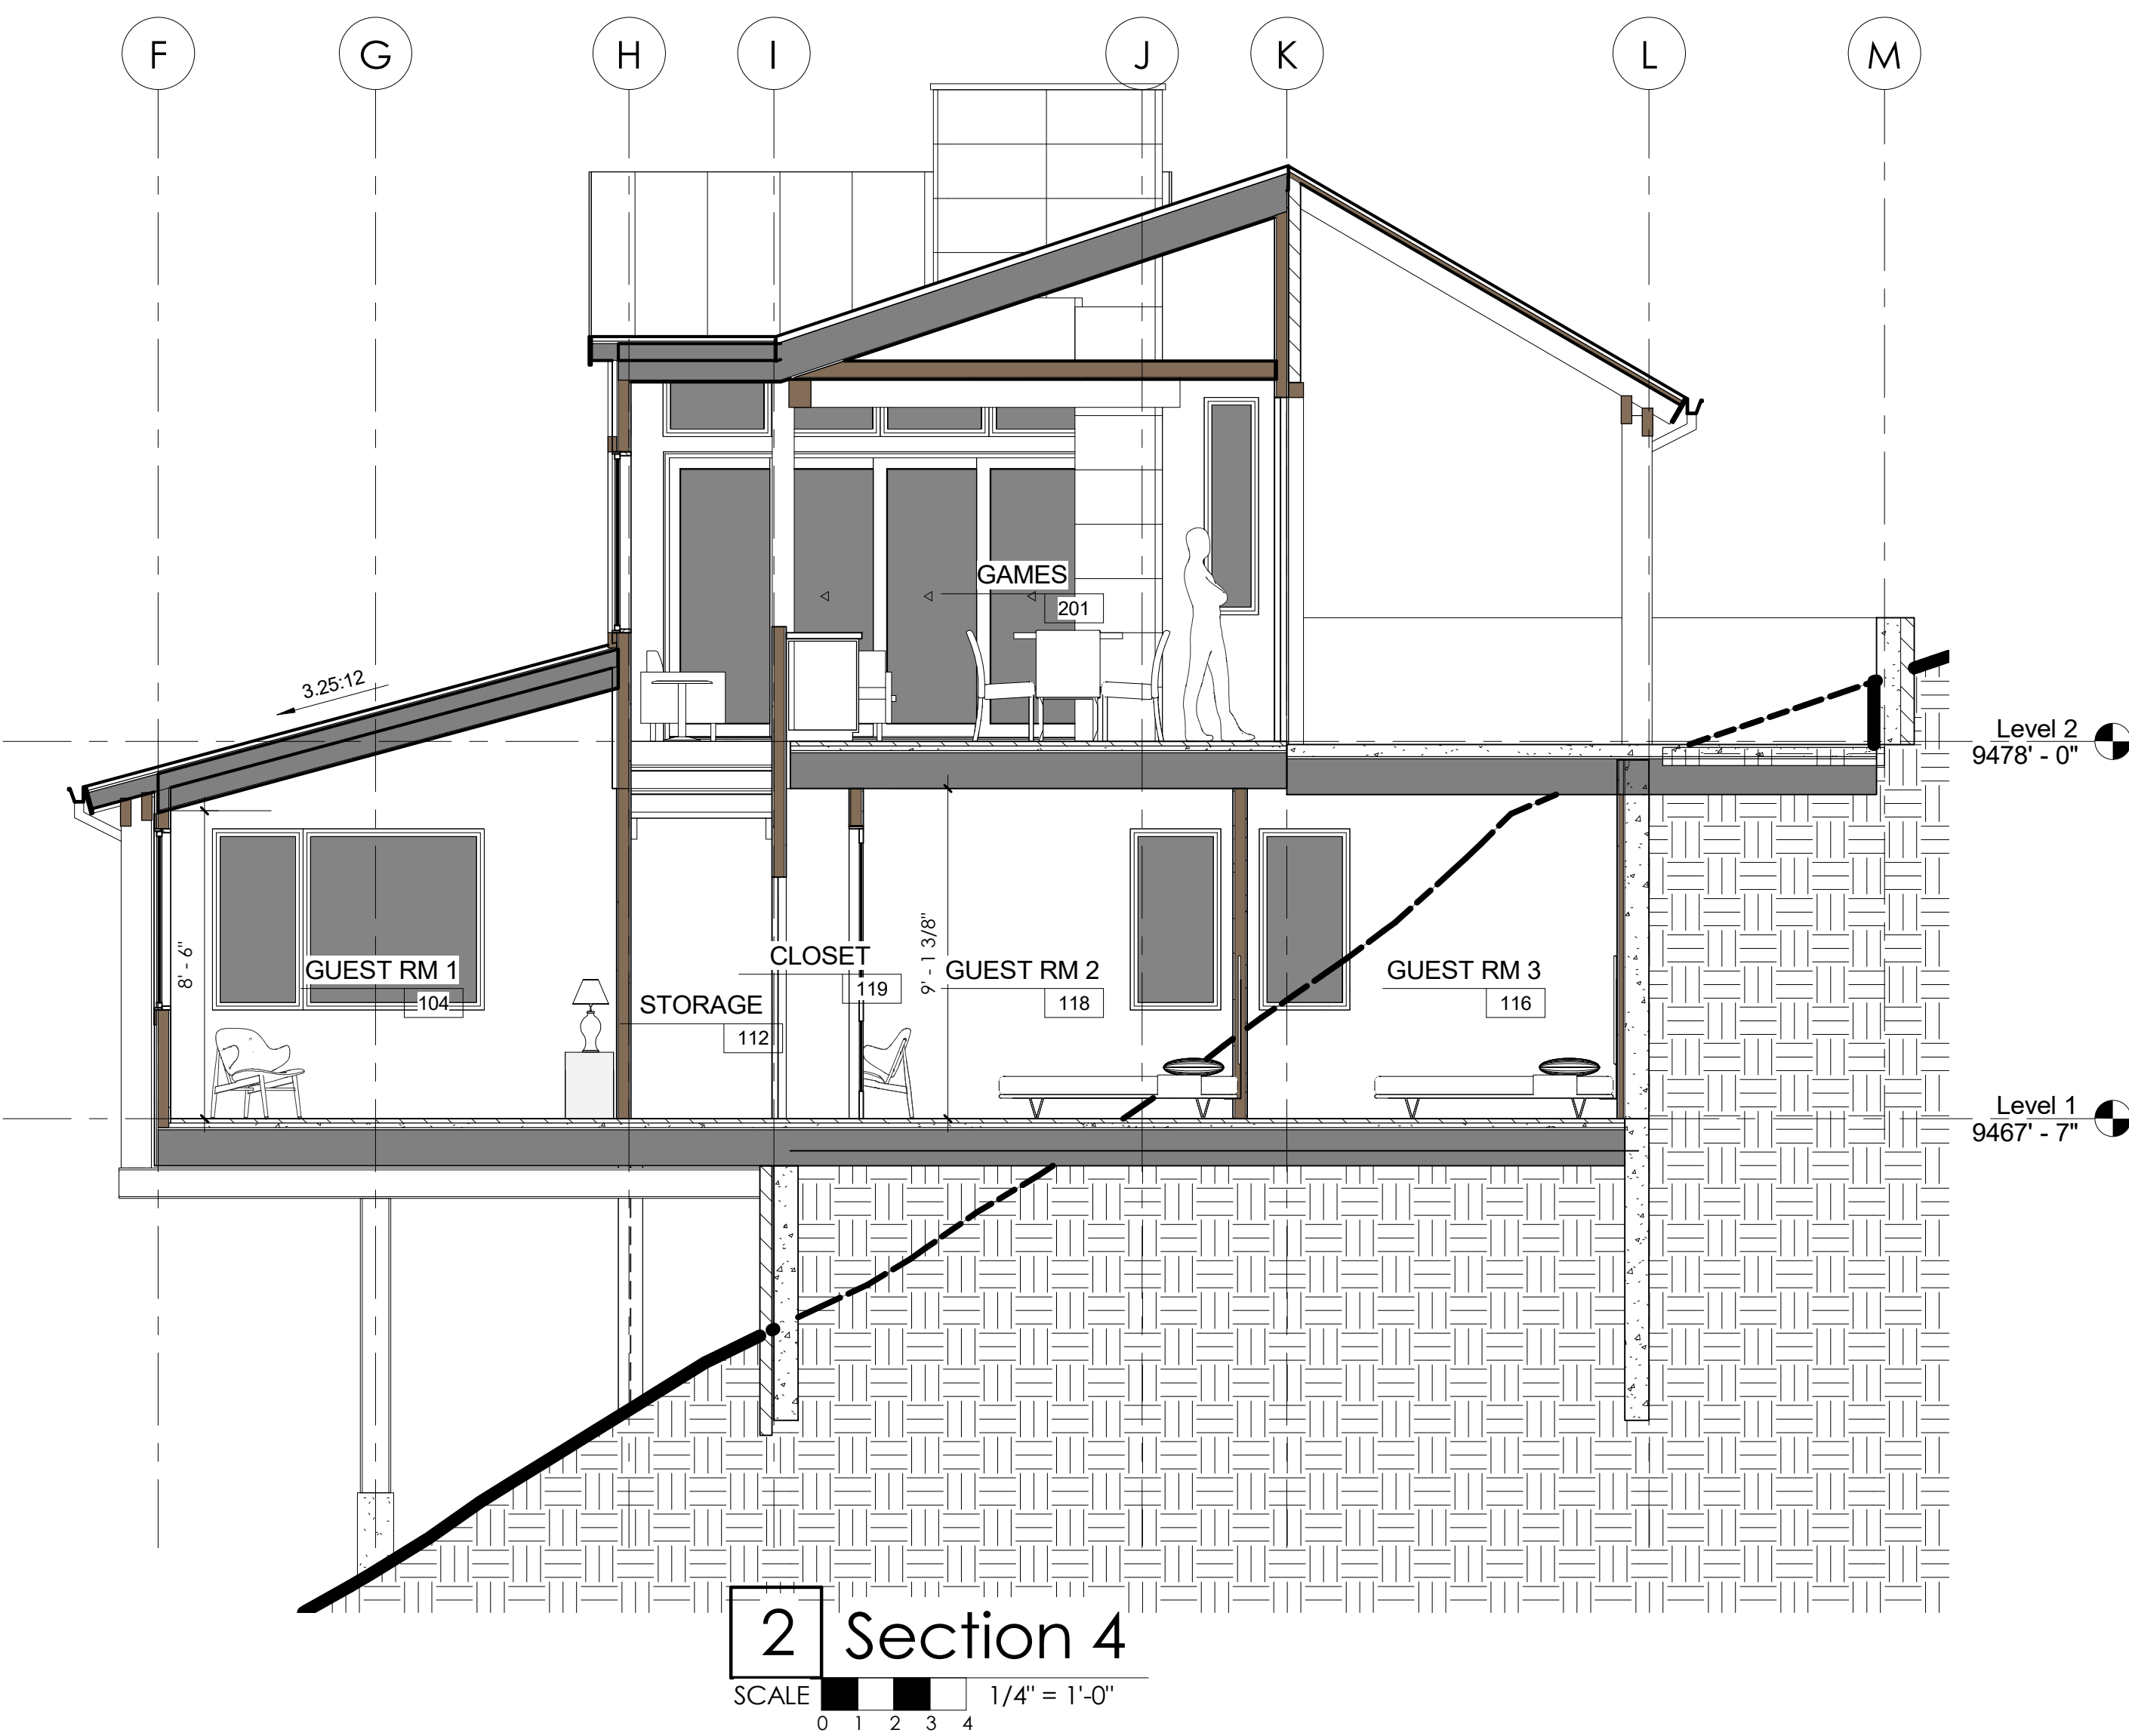 F G H I J K L M
3.25:12
GAMES
201
Level 2
9478' - 0"
8' - 6"
GUEST RM 1
104
STORAGE
112
CLOSET
119
9' - 1 3/8"
GUEST RM 2
118
GUEST RM 3
116
Level 1
9467' - 7"
2 Section 4
SCALE 1/4" = 1'-0"
0 1 2 3 4